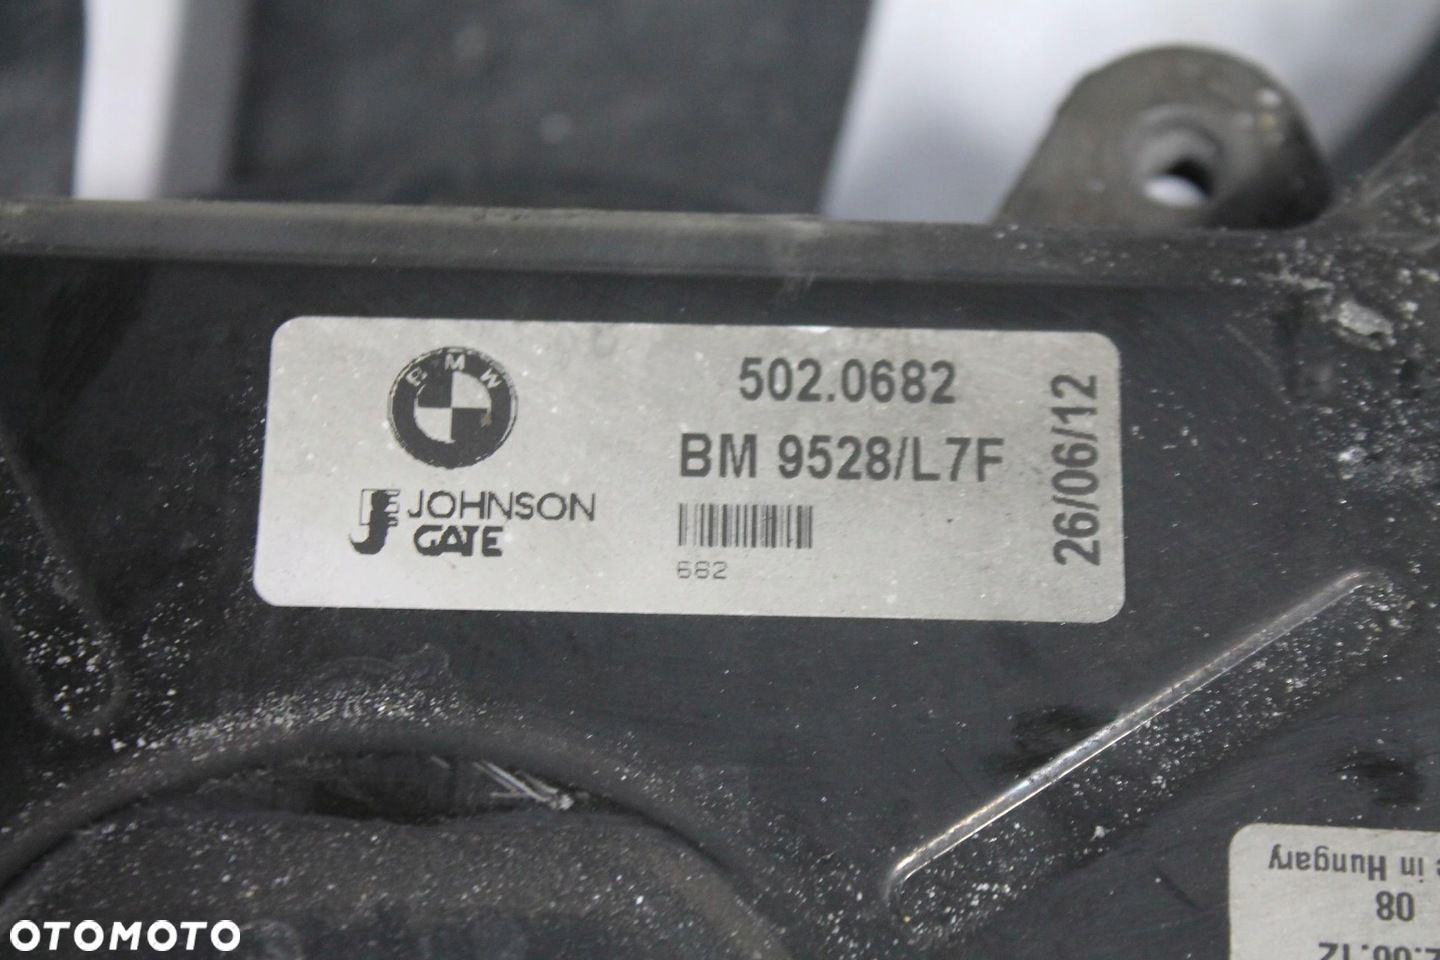 BMW
JOHNSON
GATE
502.0682
BM 9528/L7F
682
26/06/12
in Hungary
08
OTOMOTO